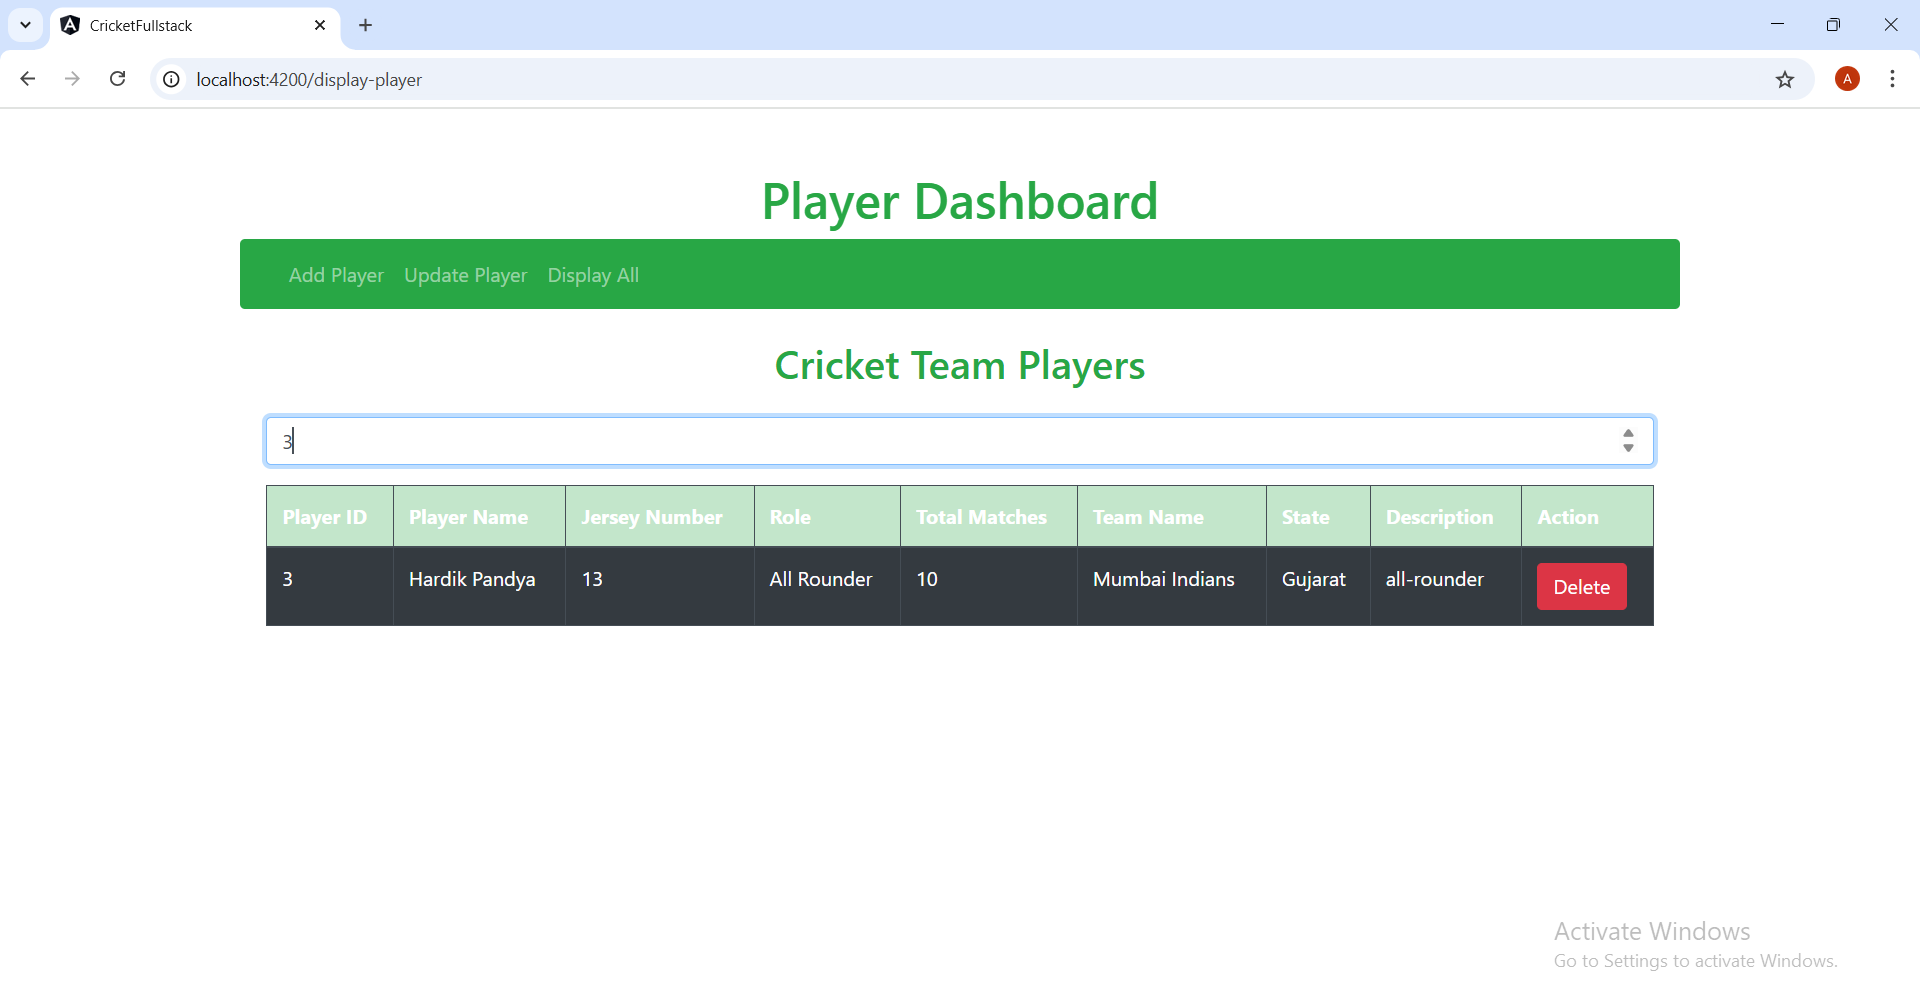 CricketFullstack
localhost:4200/display-player
A
Player Dashboard
Add Player Update Player Display All
Cricket Team Players
3
Player ID Player Name Jersey Number Role Total Matches Team Name State Description Action
3 Hardik Pandya 13 All Rounder 10 Mumbai Indians Gujarat all-rounder Delete
Activate Windows
Go to Settings to activate Windows.